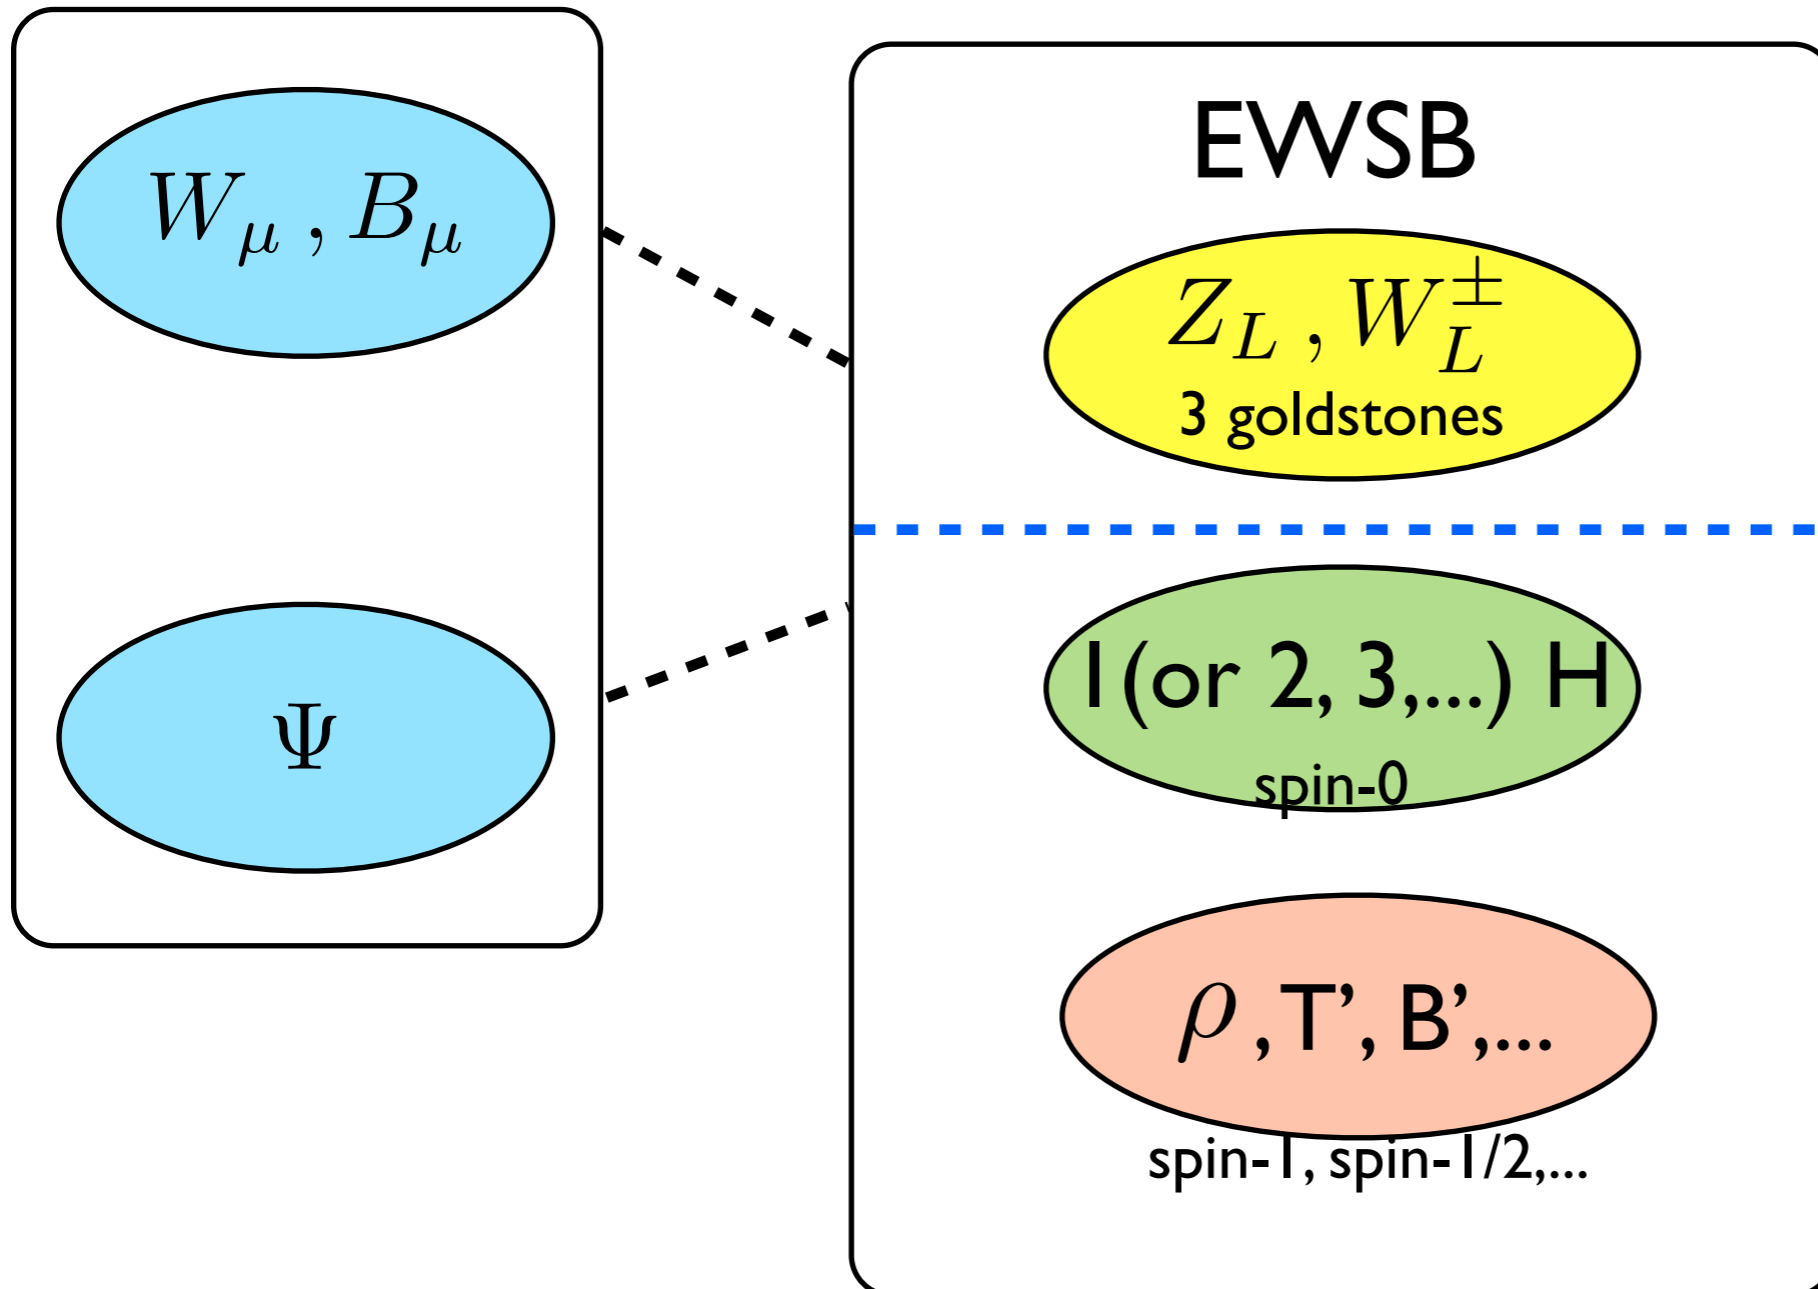 W_μ , B_μ
Ψ
EWSB
Z_L , W_L^±
3 goldstones
1 (or 2, 3,...) H
spin-0
ρ ,T’, B’,...
spin-1, spin-1/2,...